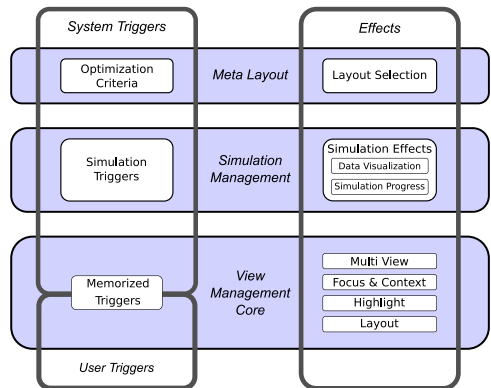 System Triggers
Effects
Optimization
Criteria
Meta Layout
Layout Selection
Simulation
Triggers
Simulation
Management
Simulation Effects
Data Visualization
Simulation Progress
Memorized
Triggers
View
Management
Core
Multi View
Focus & Context
Highlight
Layout
User Triggers